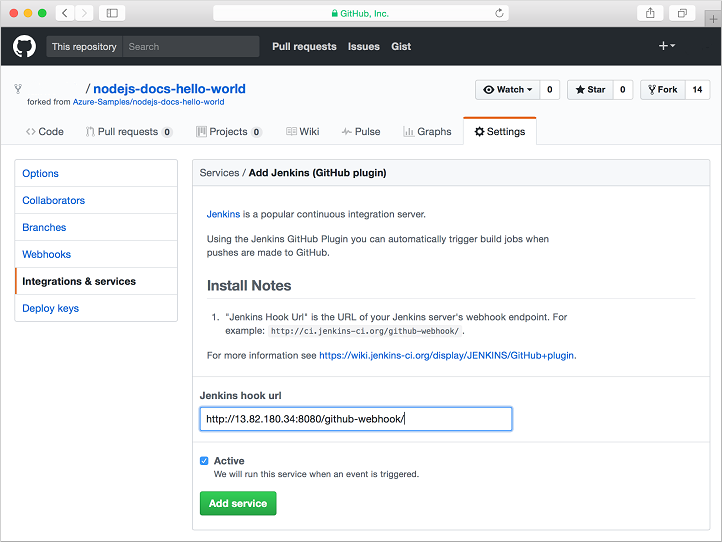 GitHub, Inc.
This repository Search Pull requests Issues Gist
/ nodejs-docs-hello-world
Watch 0 Star 0 Fork 14
forked from Azure-Samples/nodejs-docs-hello-world
Code Pull requests 0 Projects 0 Wiki Pulse Graphs Settings
Options
Collaborators
Branches
Webhooks
Integrations & services
Deploy keys
Services / Add Jenkins (GitHub plugin)
Jenkins is a popular continuous integration server.
Using the Jenkins GitHub Plugin you can automatically trigger build jobs when
pushes are made to GitHub.
Install Notes
1. "Jenkins Hook Url" is the URL of your Jenkins server's webhook endpoint. For
example: http://ci.jenkins-ci.org/github-webhook/ .
For more information see https://wiki.jenkins-ci.org/display/JENKINS/GitHub+plugin.
Jenkins hook url
http://13.82.180.34:8080/github-webhook/
Active
We will run this service when an event is triggered.
Add service